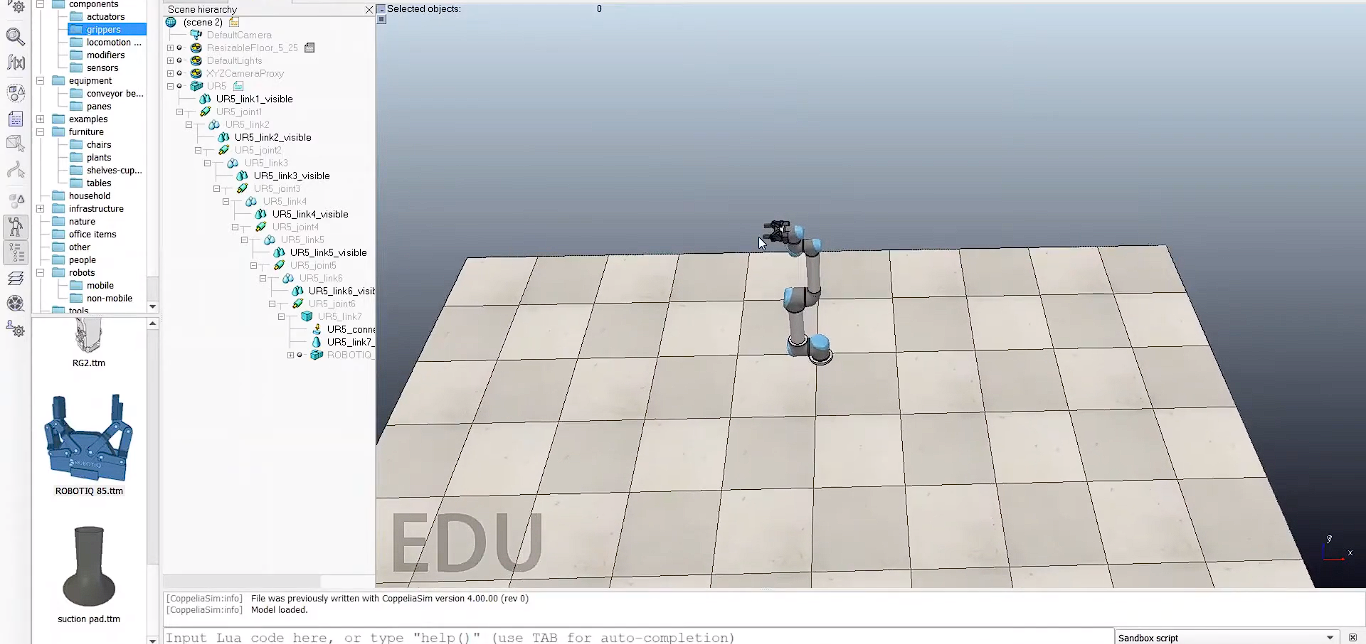 components
actuators
grippers
locomotion ...
modifiers
sensors
equipment
conveyor be...
panes
examples
furniture
chairs
plants
shelves-cup...
tables
household
infrastructure
nature
office items
other
people
robots
mobile
non-mobile
tools
RG2.ttm
ROBOTIQ
ROBOTIQ 85.ttm
suction pad.ttm
f(x)
Scene hierarchy
(scene 2)
DefaultCamera
ResizableFloor_5_25
DefaultLights
XYZCameraProxy
UR5
UR5_link1_visible
UR5_joint1
UR5_link2
UR5_link2_visible
UR5_joint2
UR5_link3
UR5_link3_visible
UR5_joint3
UR5_link4
UR5_link4_visible
UR5_joint4
UR5_link5
UR5_link5_visible
UR5_joint5
UR5_link6
UR5_link6_visib
UR5_joint6
UR5_link7
UR5_conne
UR5_link7_
ROBOTIQ_
Selected objects: 0
EDU
x
[CoppeliaSim:info] File was previously written with CoppeliaSim version 4.00.00 (rev 0)
[CoppeliaSim:info] Model loaded.
Input Lua code here, or type "help()" (use TAB for auto-completion)
Sandbox script